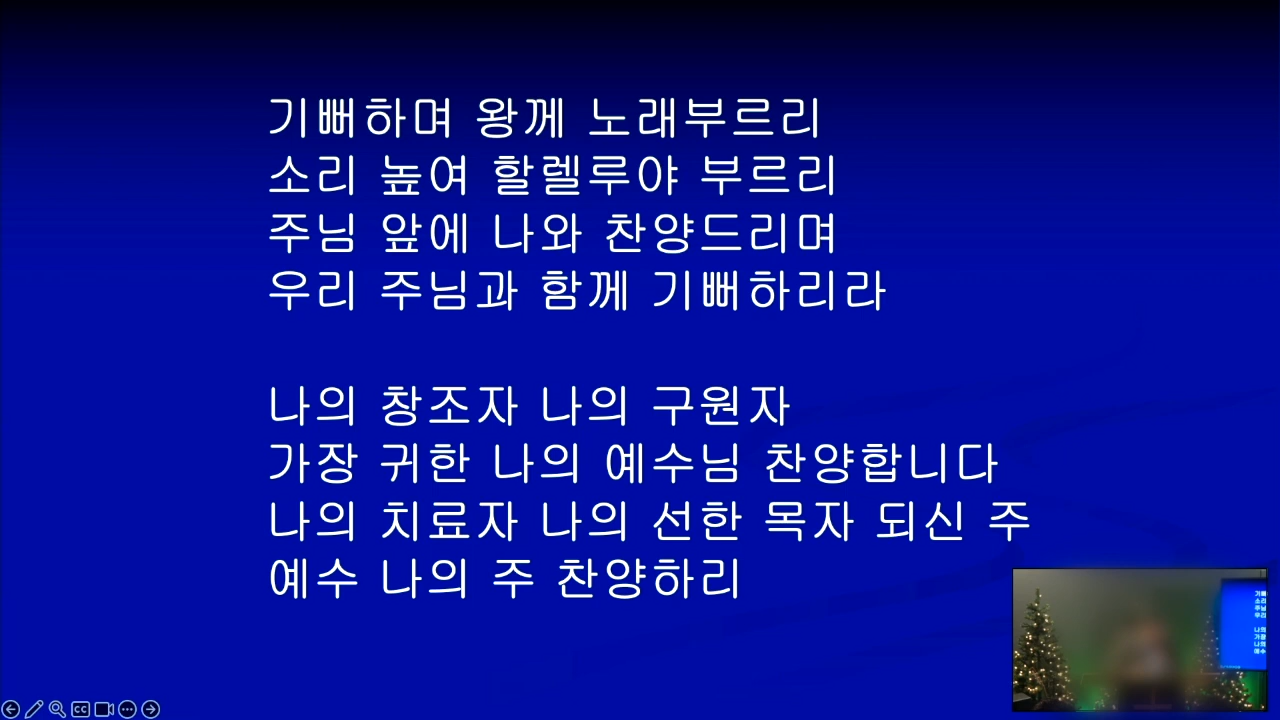 기뻐하며 왕께 노래부르리
소리 높여 할렐루야 부르리
주님 앞에 나와 찬양드리며
우리 주님과 함께 기뻐하리라
나의 창조자 나의 구원자
가장 귀한 나의 예수님 찬양합니다
나의 치료자 나의 선한 목자 되신 주
예수 나의 주 찬양하리
CC